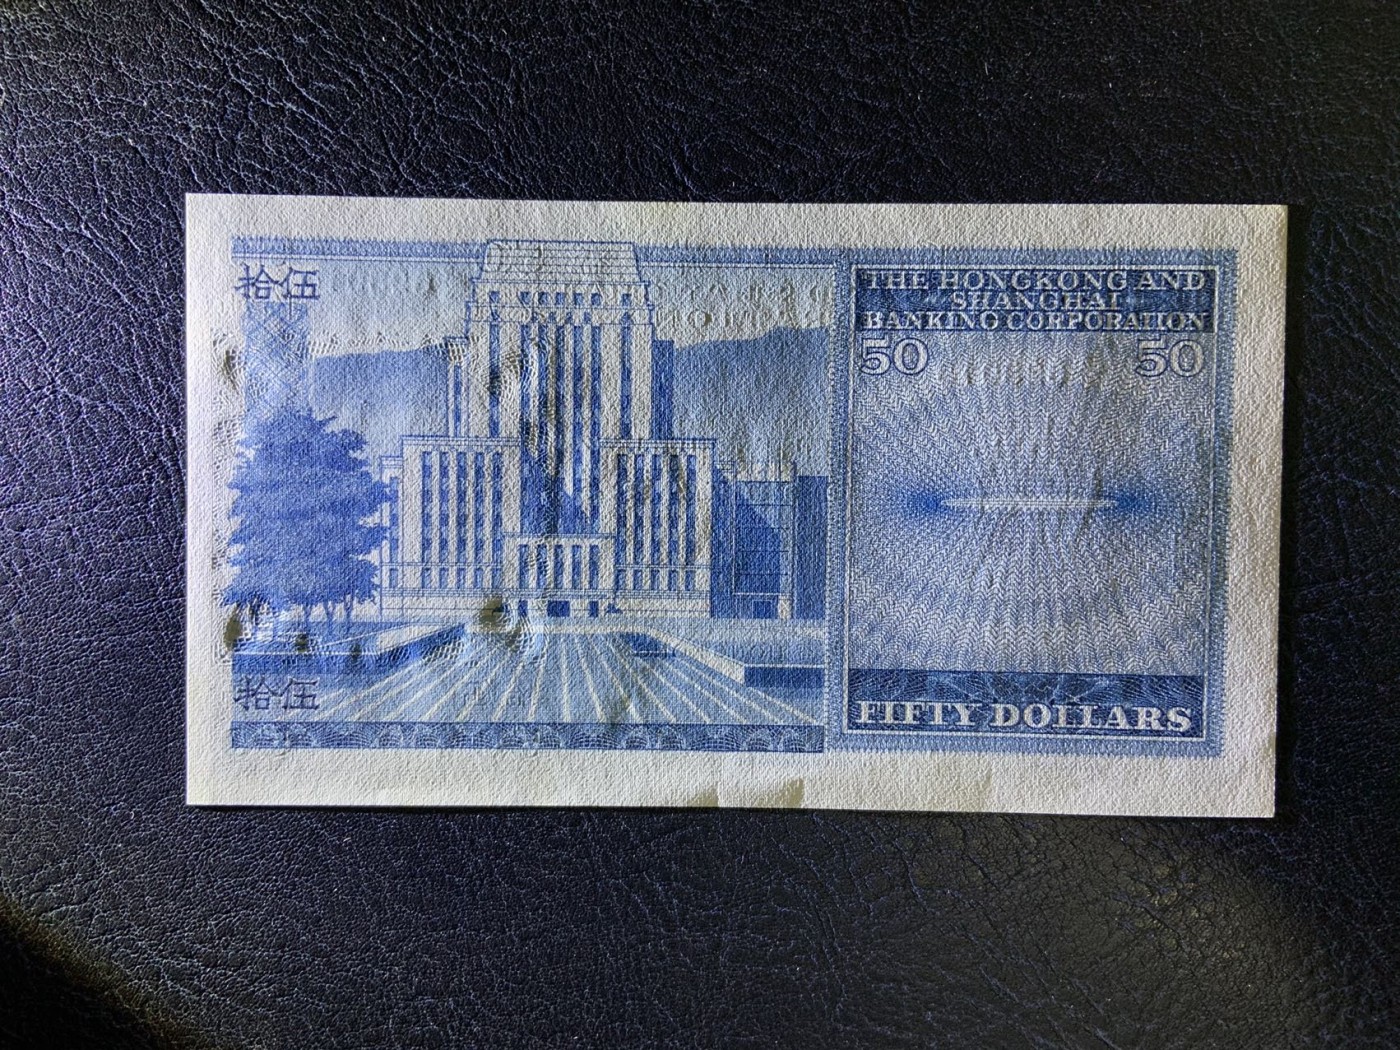 拾伍
THE HONGKONG AND
SHANGHAI
BANKING CORPORATION
50 50
拾伍
FIFTY DOLLARS